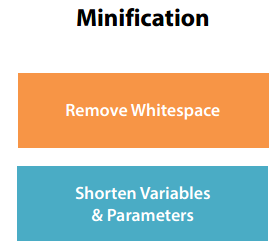 Minification
Remove Whitespace
Shorten Variables
& Parameters